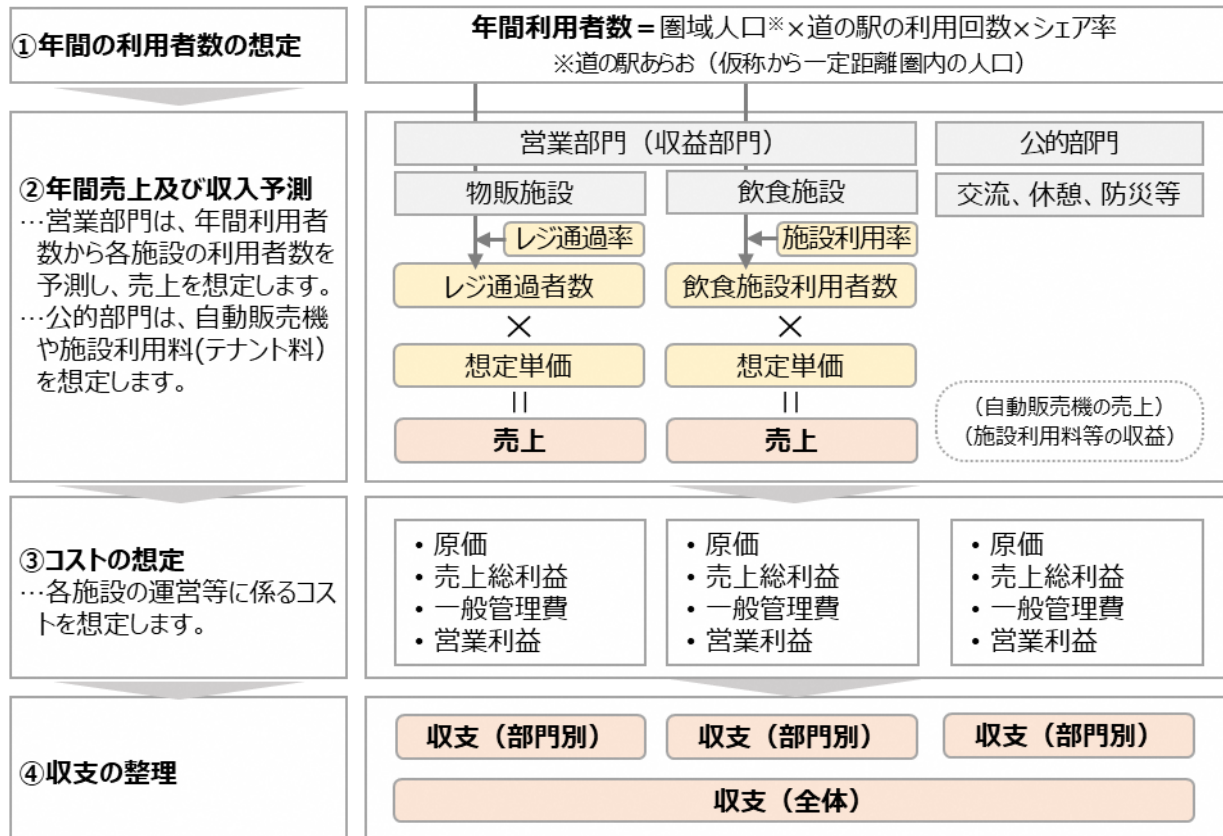 ①年間の利用者数の想定
年間利用者数＝圏域人口※×道の駅の利用回数×シェア率
※道の駅あらお（仮称から一定距離圏内の人口）
②年間売上及び収入予測
…営業部門は、年間利用者
数から各施設の利用者数を
予測し、売上を想定します。
…公的部門は、自動販売機
や施設利用料(テナント料）
を想定します。
営業部門（収益部門）
公的部門
物販施設
飲食施設
交流、休憩、防災等
レジ通過率
施設利用率
レジ通過者数
飲食施設利用者数
×
×
想定単価
想定単価
||
||
売上
売上
（自動販売機の売上）
（施設利用料等の収益）
③コストの想定
…各施設の運営等に係るコス
トを想定します。
・原価
・売上総利益
・一般管理費
・営業利益
・原価
・売上総利益
・一般管理費
・営業利益
・原価
・売上総利益
・一般管理費
・営業利益
④収支の整理
収支（部門別）
収支（部門別）
収支（部門別）
収支（全体）